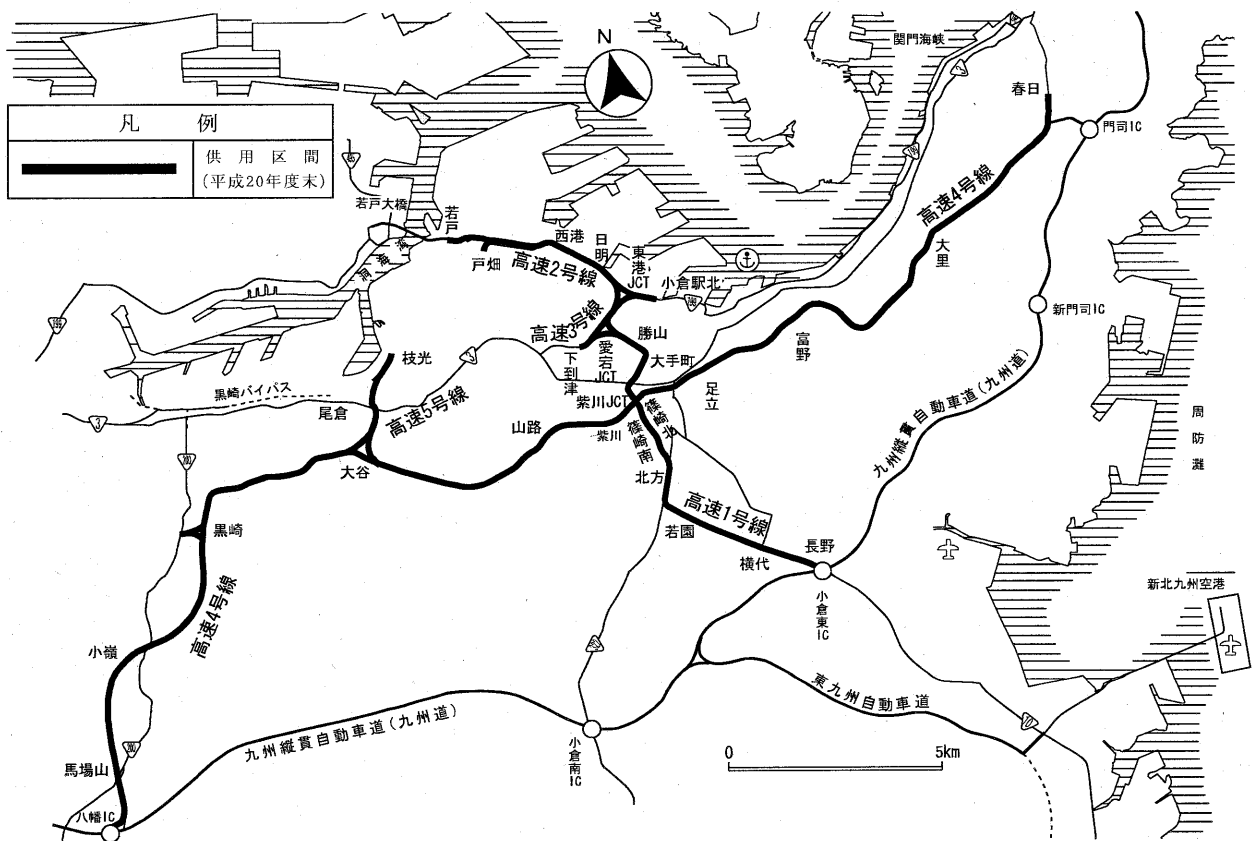 凡例
供用区間
(平成20年度末)
N
関門海峡
春日
門司IC
高速4号線
大里
新門司IC
若戸大橋
若戸
洞海湾
戸畑
西港
日明
東港JCT
小倉駅北
高速2号線
高速3号線
勝山
愛宕JCT
下到津
大手町
富野
足立
紫川JCT
紫川
篠崎北
篠崎南
枝光
黒崎バイパス
尾倉
高速5号線
山路
大谷
北方
高速1号線
若園
横代
長野
小倉東IC
九州縦貫自動車道(九州道)
周防灘
新北九州空港
黒崎
高速4号線
小嶺
馬場山
八幡IC
九州縦貫自動車道(九州道)
小倉南IC
東九州自動車道
0
5km
199
3
3
200
200
10